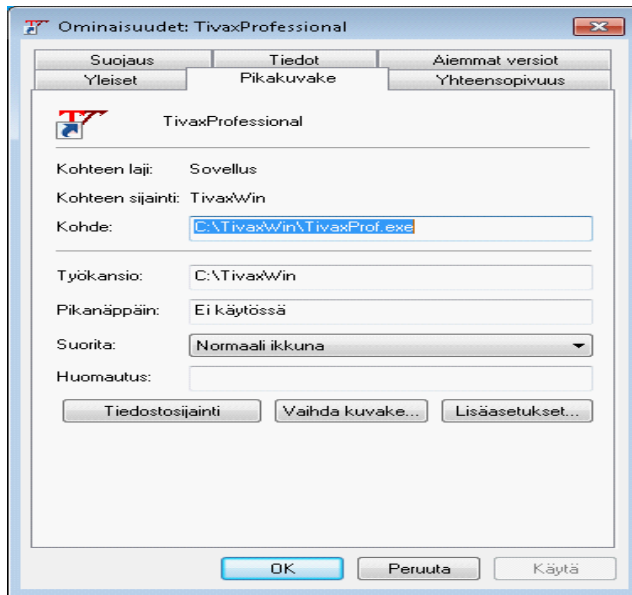 Ominaisuudet: TivaxProfessional
Suojaus Tiedot Aiemmat versiot
Yleiset Pikakuvake Yhteensopivuus
TivaxProfessional
Kohteen laji: Sovellus
Kohteen sijainti: TivaxWin
Kohde: C:\TivaxWin\TivaxProf.exe
Työkansio: C:\TivaxWin
Pikanäppäin: Ei käytössä
Suorita: Normaali ikkuna
Huomautus:
Tiedostosijainti Vaihda kuvake... Lisäasetukset...
OK Peruuta Käytä